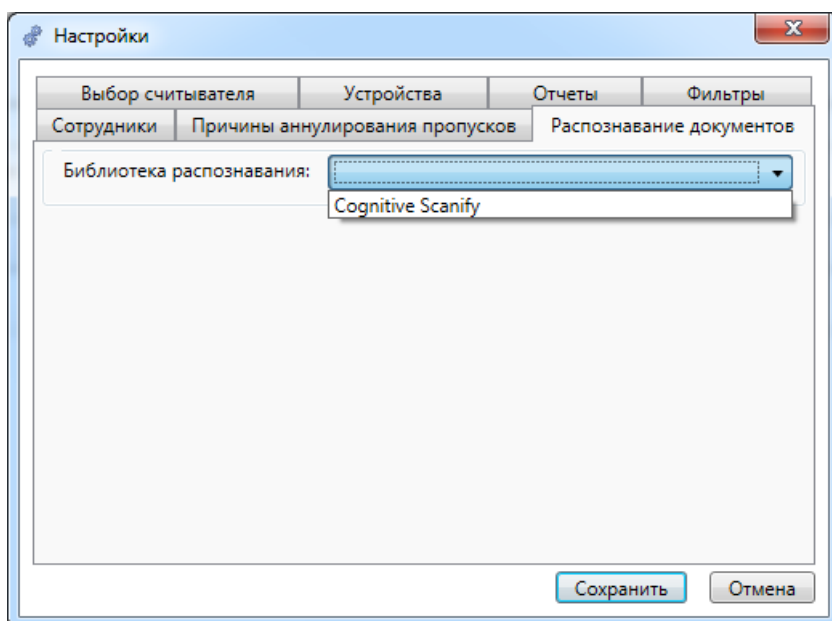 Настройки
Выбор считывателя Устройства Отчеты Фильтры
Сотрудники Причины аннулирования пропусков Распознавание документов
Библиотека распознавания:
Cognitive Scanify
Сохранить Отмена